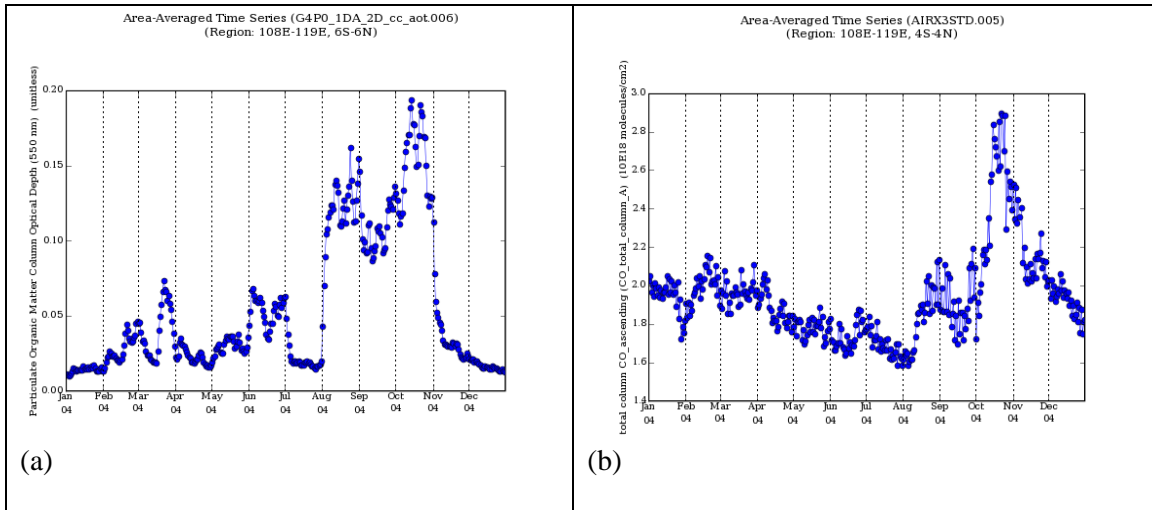 Area-Averaged Time Series (G4P0_1DA_2D_cc_aot.006)
(Region: 108E-119E, 6S-6N)
Particulate Organic Matter Column Optical Depth (550 nm) (unitless)
0.20
0.15
0.10
0.05
0.00
Jan Feb Mar Apr May Jun Jul Aug Sep Oct Nov Dec
04 04 04 04 04 04 04 04 04 04 04 04
(a)
Area-Averaged Time Series (AIRX3STD.005)
(Region: 108E-119E, 4S-4N)
total column CO_ascending (CO_total_column_A) (10E18 molecules/cm2)
3.0
2.8
2.6
2.4
2.2
2.0
1.8
1.6
1.4
Jan Feb Mar Apr May Jun Jul Aug Sep Oct Nov Dec
04 04 04 04 04 04 04 04 04 04 04 04
(b)